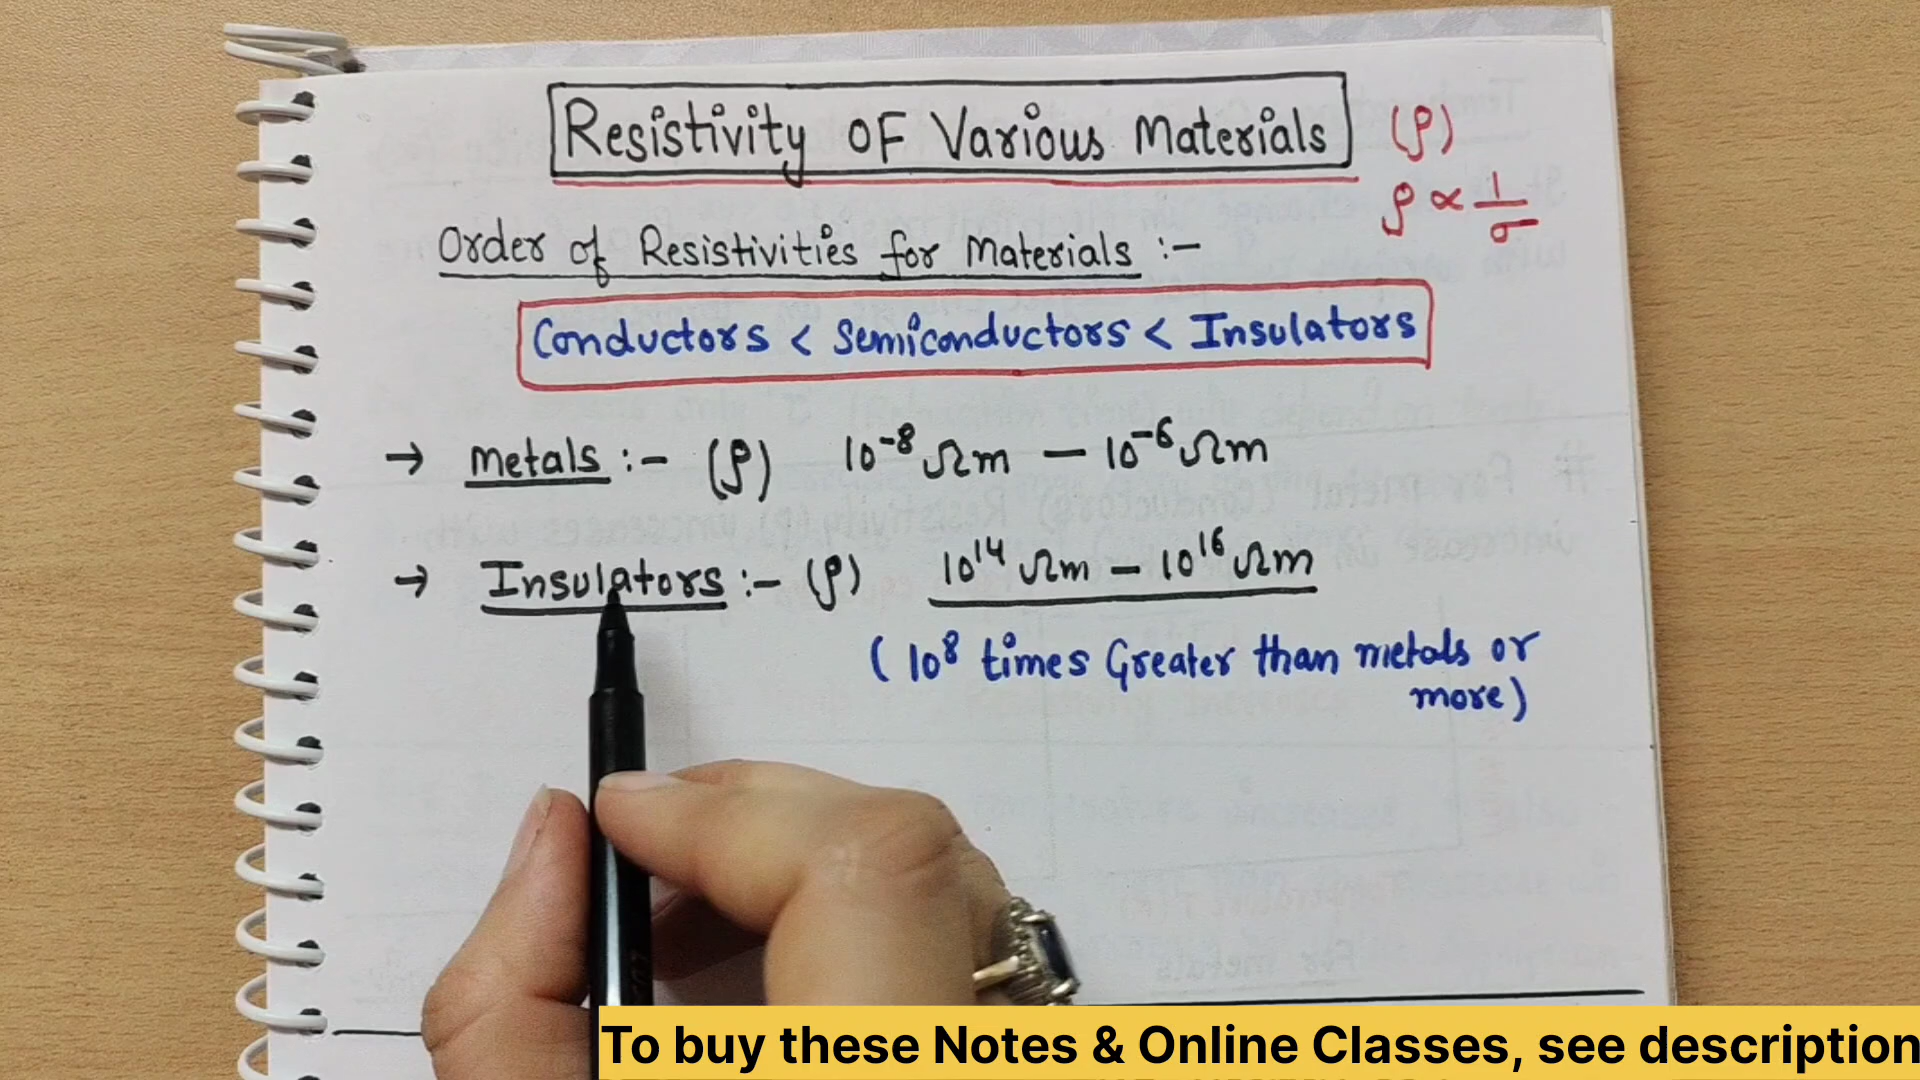 Resistivity OF Various Materials (ρ)
ρ ∝ 1/σ
Order of Resistivities for Materials :-
Conductors < Semiconductors < Insulators
→ Metals :- (ρ) 10⁻⁸ Ωm — 10⁻⁶ Ωm
→ Insulators :- (ρ) 10¹⁴ Ωm – 10¹⁶ Ωm
(10⁸ times Greater than metals or
more)
To buy these Notes & Online Classes, see description